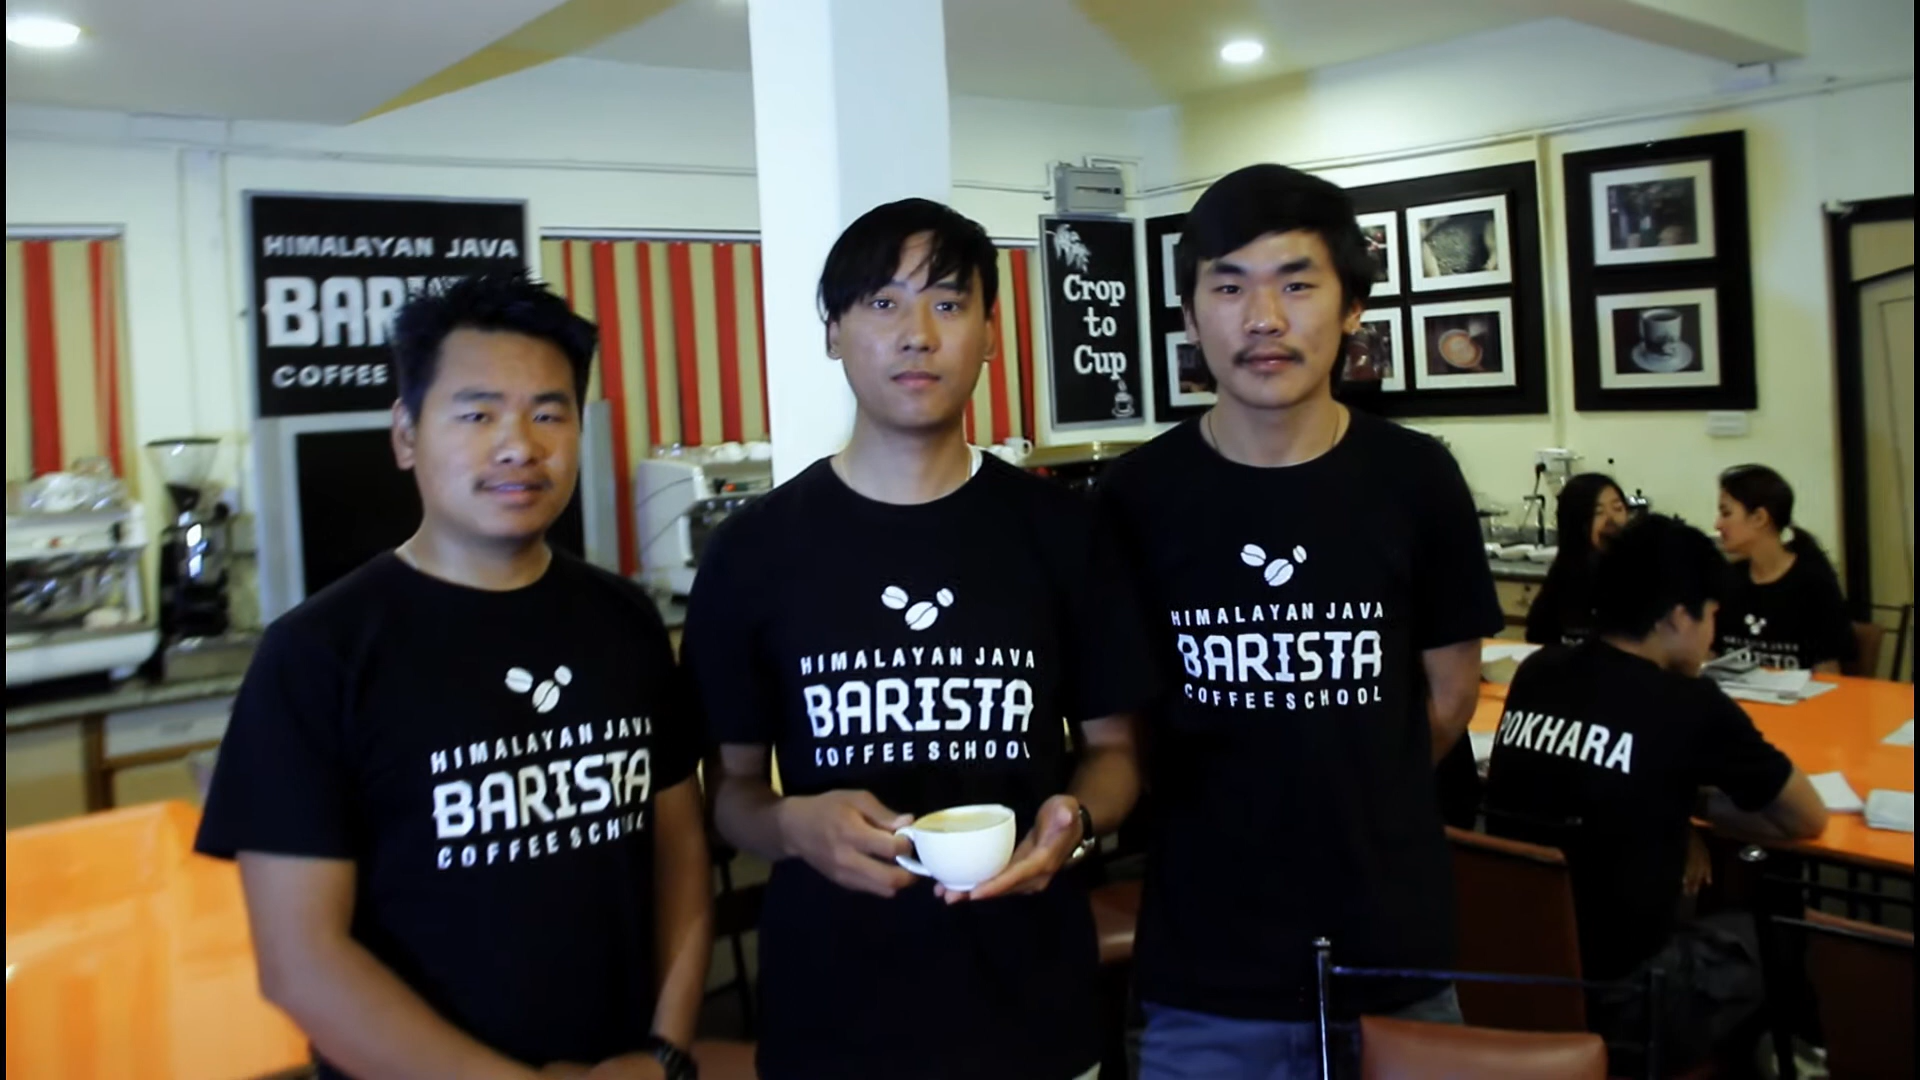 HIMALAYAN JAVA
BAR
COFFEE
Crop
to
Cup
HIMALAYAN JAVA
BARISTA
COFFEE SCHOOL
HIMALAYAN JAVA
BARISTA
COFFEE SCHOOL
HIMALAYAN JAVA
BARISTA
COFFEE SCHOOL
POKHARA